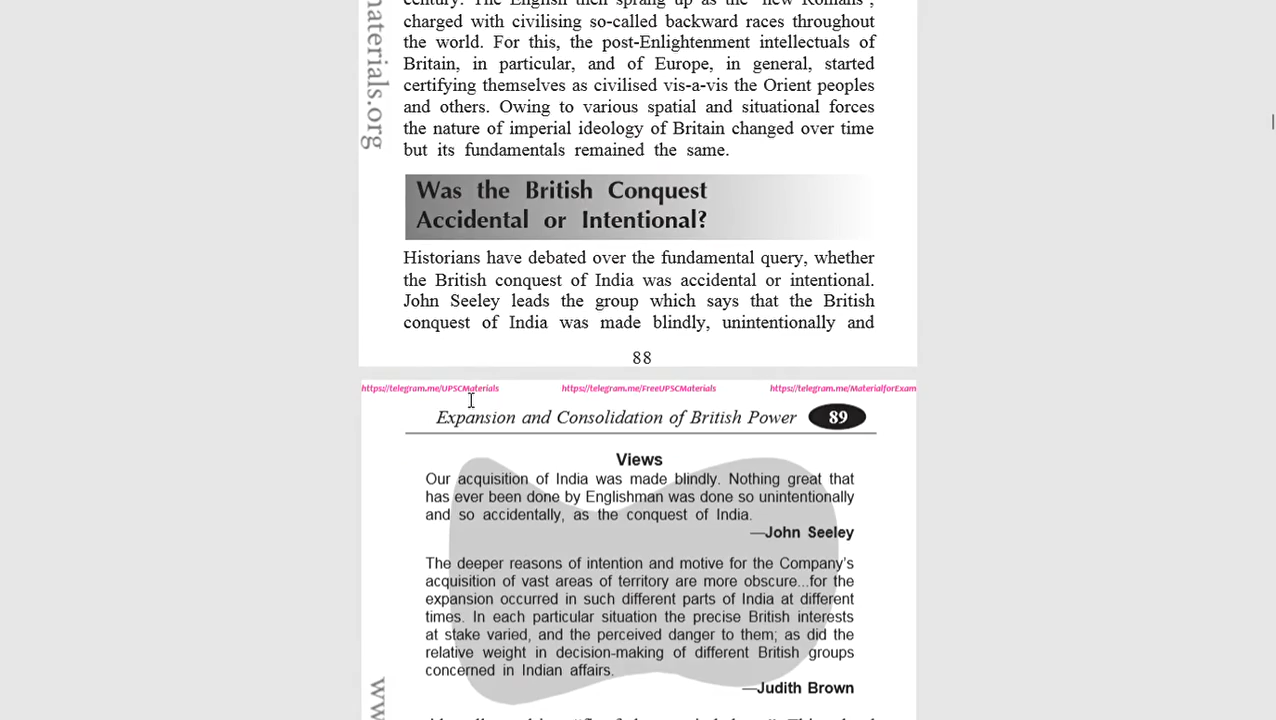 century. The English then sprang up as the 'new Romans',
charged with civilising so-called backward races throughout
the world. For this, the post-Enlightenment intellectuals of
Britain, in particular, and of Europe, in general, started
certifying themselves as civilised vis-a-vis the Orient peoples
and others. Owing to various spatial and situational forces
the nature of imperial ideology of Britain changed over time
but its fundamentals remained the same.
naterials.org
Was the British Conquest
Accidental or Intentional?
Historians have debated over the fundamental query, whether
the British conquest of India was accidental or intentional.
John Seeley leads the group which says that the British
conquest of India was made blindly, unintentionally and
88
https://telegram.me/UPSCMaterials https://telegram.me/FreeUPSCMaterials https://telegram.me/MaterialforExam
Expansion and Consolidation of British Power 89
Views
Our acquisition of India was made blindly. Nothing great that
has ever been done by Englishman was done so unintentionally
and so accidentally, as the conquest of India.
—John Seeley
The deeper reasons of intention and motive for the Company's
acquisition of vast areas of territory are more obscure...for the
expansion occurred in such different parts of India at different
times. In each particular situation the precise British interests
at stake varied, and the perceived danger to them; as did the
relative weight in decision-making of different British groups
concerned in Indian affairs.
—Judith Brown
ww